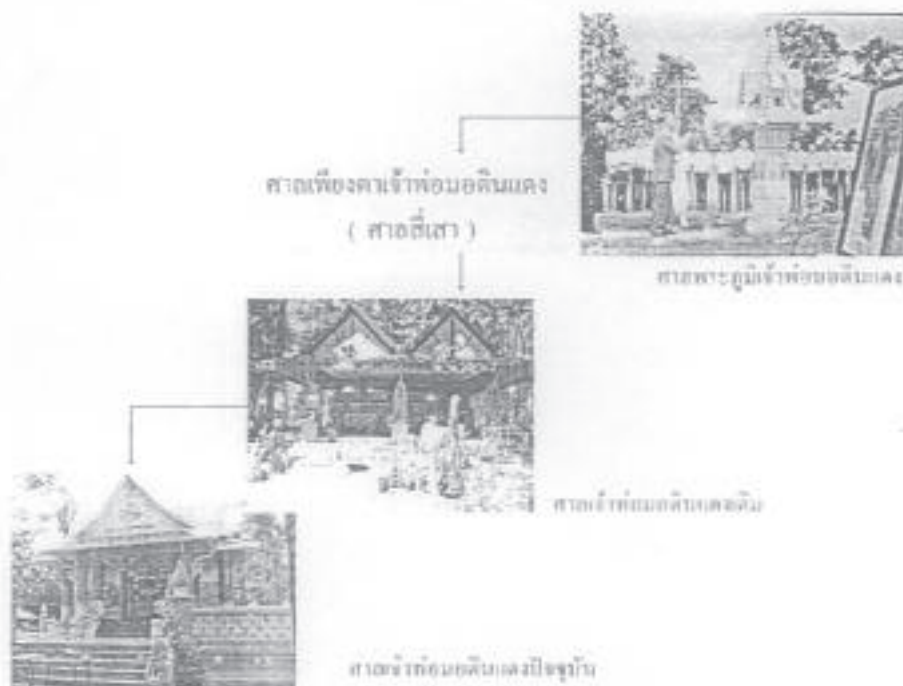 ศาลเพียงตาเจ้าพ่อมอดินแดง
( ศาลสี่เสา )
ศาลพระภูมิเจ้าพ่อมอดินแดง
ศาลเจ้าพ่อมอดินแดงเดิม
ศาลเจ้าพ่อมอดินแดงปัจจุบัน